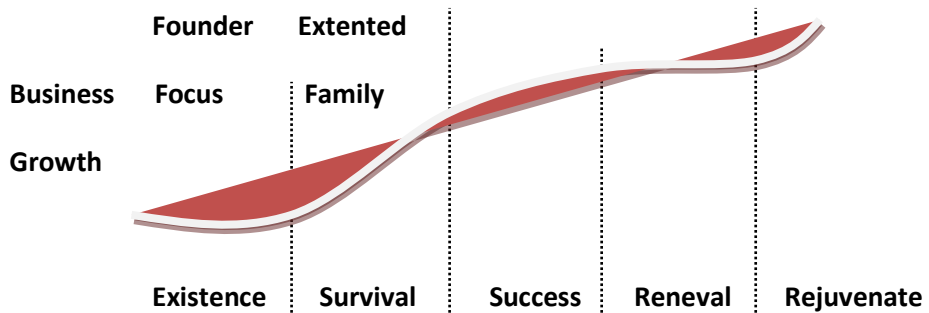 Founder Extented
Business Focus Family
Growth
Existence Survival Success Reneval Rejuvenate